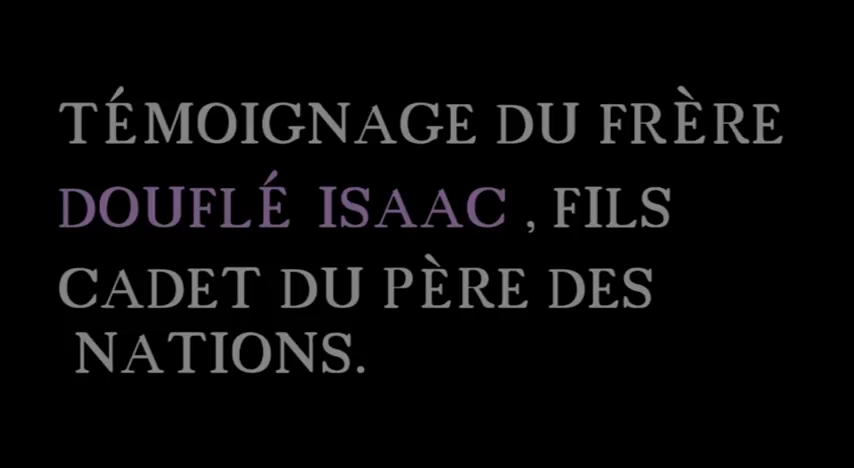 TÉMOIGNAGE DU FRÈRE
DOUFLÉ ISAAC , FILS
CADET DU PÈRE DES
NATIONS.